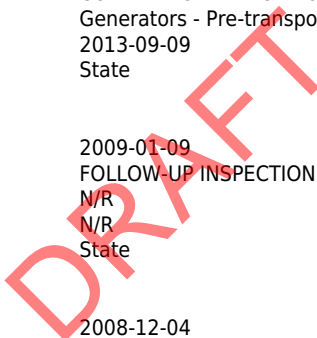 Generators - Pre-transpo
2013-09-09
State
2009-01-09
FOLLOW-UP INSPECTION
N/R
N/R
State
2008-12-04
DRAFT